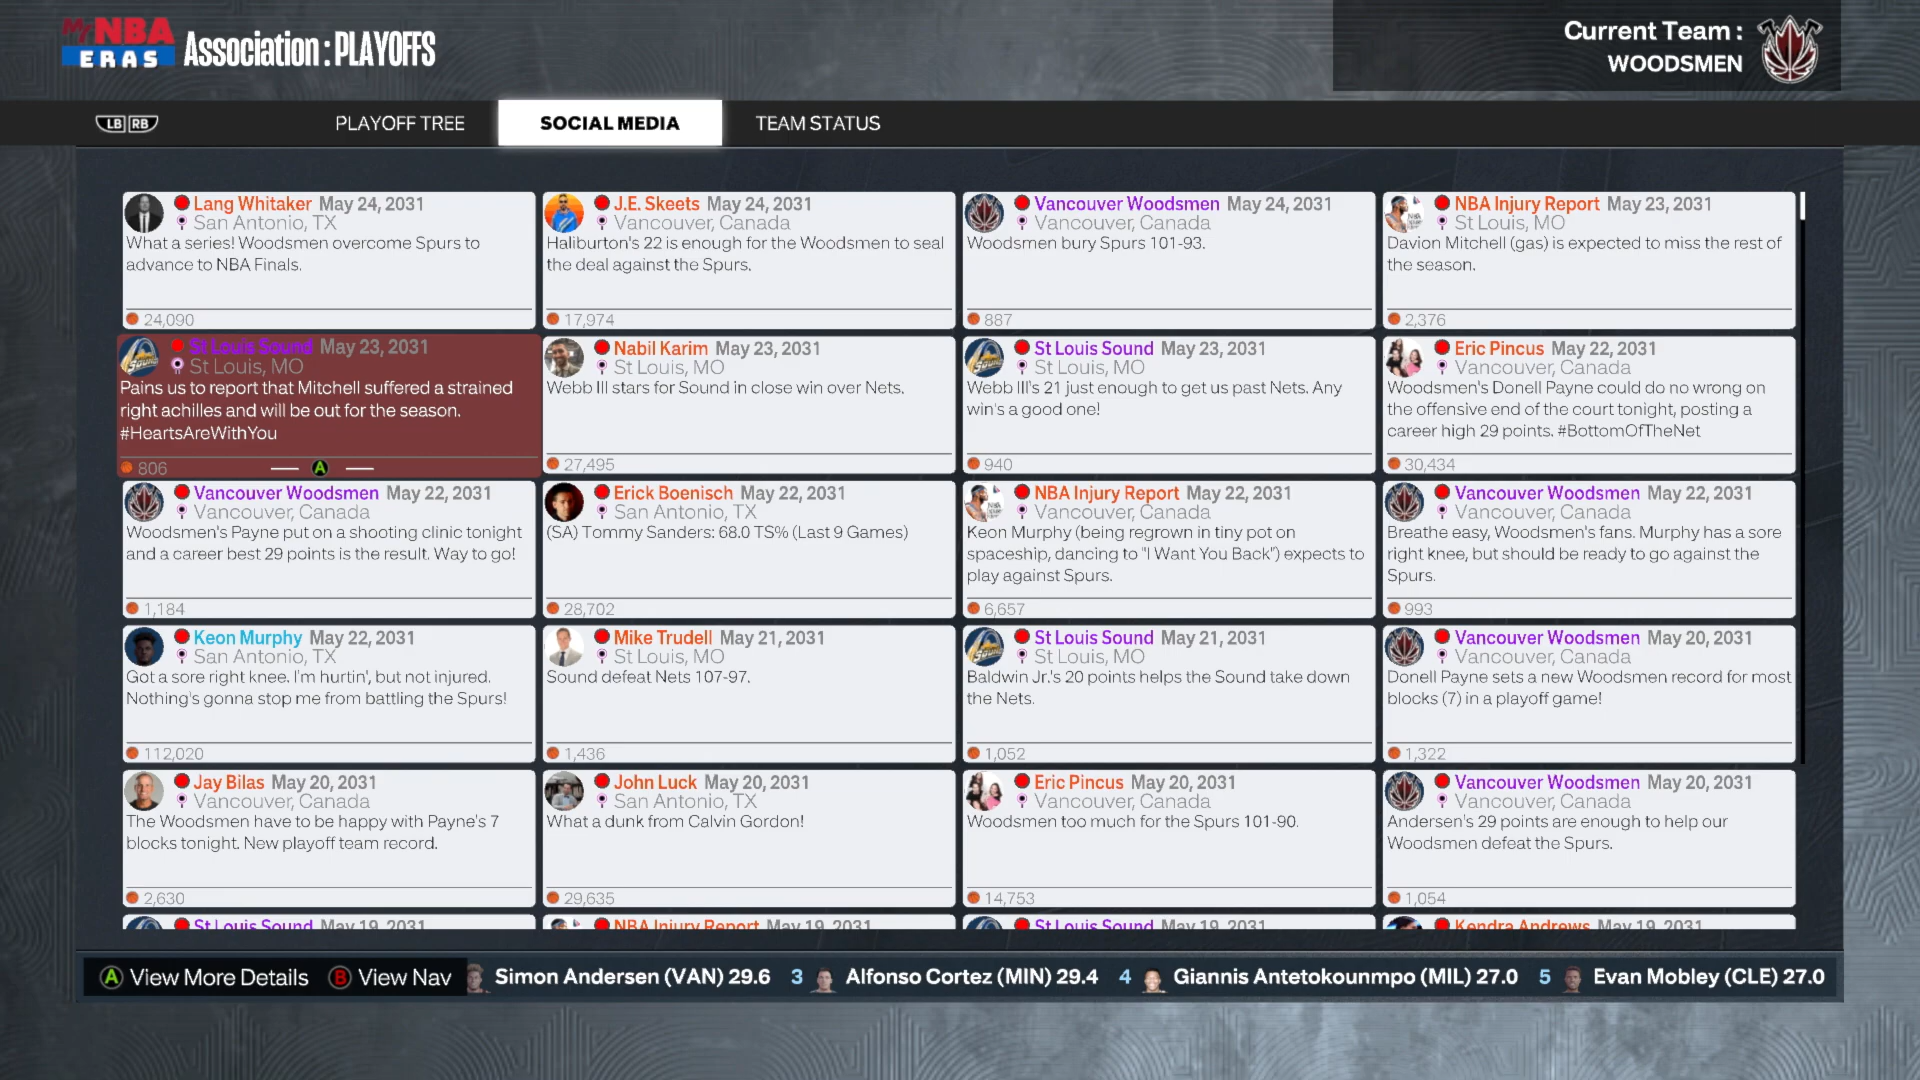 MyNBA
ERAS
Association : PLAYOFFS
Current Team :
WOODSMEN
LB RB
PLAYOFF TREE
SOCIAL MEDIA
TEAM STATUS
Lang Whitaker May 24, 2031
San Antonio, TX
What a series! Woodsmen overcome Spurs to
advance to NBA Finals.
24,090
J.E. Skeets May 24, 2031
Vancouver, Canada
Haliburton's 22 is enough for the Woodsmen to seal
the deal against the Spurs.
17,974
Vancouver Woodsmen May 24, 2031
Vancouver, Canada
Woodsmen bury Spurs 101-93.
887
NBA Injury Report May 23, 2031
St Louis, MO
Davion Mitchell (gas) is expected to miss the rest of
the season.
2,376
St Louis Sound May 23, 2031
St Louis, MO
Pains us to report that Mitchell suffered a strained
right achilles and will be out for the season.
#HeartsAreWithYou
806
A
Nabil Karim May 23, 2031
St Louis, MO
Webb III stars for Sound in close win over Nets.
27,495
St Louis Sound May 23, 2031
St Louis, MO
Webb III's 21 just enough to get us past Nets. Any
win's a good one!
940
Eric Pincus May 22, 2031
Vancouver, Canada
Woodsmen's Donell Payne could do no wrong on
the offensive end of the court tonight, posting a
career high 29 points. #BottomOfTheNet
30,434
Vancouver Woodsmen May 22, 2031
Vancouver, Canada
Woodsmen's Payne put on a shooting clinic tonight
and a career best 29 points is the result. Way to go!
1,184
Erick Boenisch May 22, 2031
San Antonio, TX
(SA) Tommy Sanders: 68.0 TS% (Last 9 Games)
28,702
NBA Injury Report May 22, 2031
Vancouver, Canada
Keon Murphy (being regrown in tiny pot on
spaceship, dancing to "I Want You Back") expects to
play against Spurs.
6,657
Vancouver Woodsmen May 22, 2031
Vancouver, Canada
Breathe easy, Woodsmen's fans. Murphy has a sore
right knee, but should be ready to go against the
Spurs.
993
Keon Murphy May 22, 2031
San Antonio, TX
Got a sore right knee. I'm hurtin', but not injured.
Nothing's gonna stop me from battling the Spurs!
112,020
Mike Trudell May 21, 2031
St Louis, MO
Sound defeat Nets 107-97.
1,436
St Louis Sound May 21, 2031
St Louis, MO
Baldwin Jr.'s 20 points helps the Sound take down
the Nets.
1,052
Vancouver Woodsmen May 20, 2031
Vancouver, Canada
Donell Payne sets a new Woodsmen record for most
blocks (7) in a playoff game!
1,322
Jay Bilas May 20, 2031
Vancouver, Canada
The Woodsmen have to be happy with Payne's 7
blocks tonight. New playoff team record.
2,630
John Luck May 20, 2031
San Antonio, TX
What a dunk from Calvin Gordon!
29,635
Eric Pincus May 20, 2031
Vancouver, Canada
Woodsmen too much for the Spurs 101-90.
14,753
Vancouver Woodsmen May 20, 2031
Vancouver, Canada
Andersen's 29 points are enough to help our
Woodsmen defeat the Spurs.
1,054
St Louis Sound May 19, 2031
NBA Injury Report May 19, 2031
St Louis Sound May 19, 2031
Kendra Andrews May 19, 2031
A View More Details B View Nav
Simon Andersen (VAN) 29.6 3 Alfonso Cortez (MIN) 29.4 4 Giannis Antetokounmpo (MIL) 27.0 5 Evan Mobley (CLE) 27.0